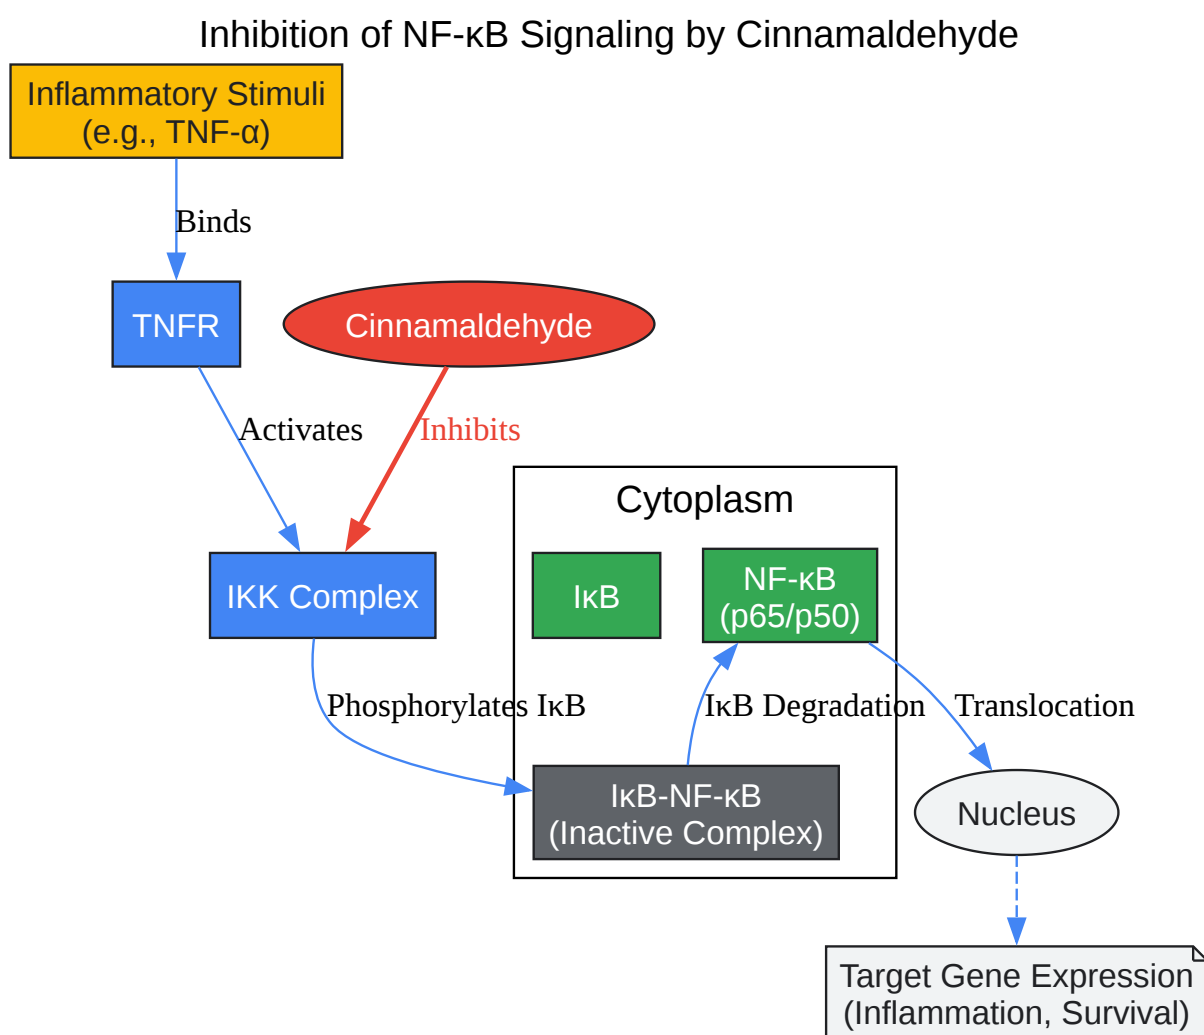 Inhibition of NF-κB Signaling by Cinnamaldehyde
Inflammatory Stimuli
(e.g., TNF-α)
Binds
TNFR
Cinnamaldehyde
Activates
Inhibits
Cytoplasm
IKK Complex
IκB
NF-κB
(p65/p50)
Phosphorylates IκB
IκB Degradation
Translocation
IκB-NF-κB
(Inactive Complex)
Nucleus
Target Gene Expression
(Inflammation, Survival)